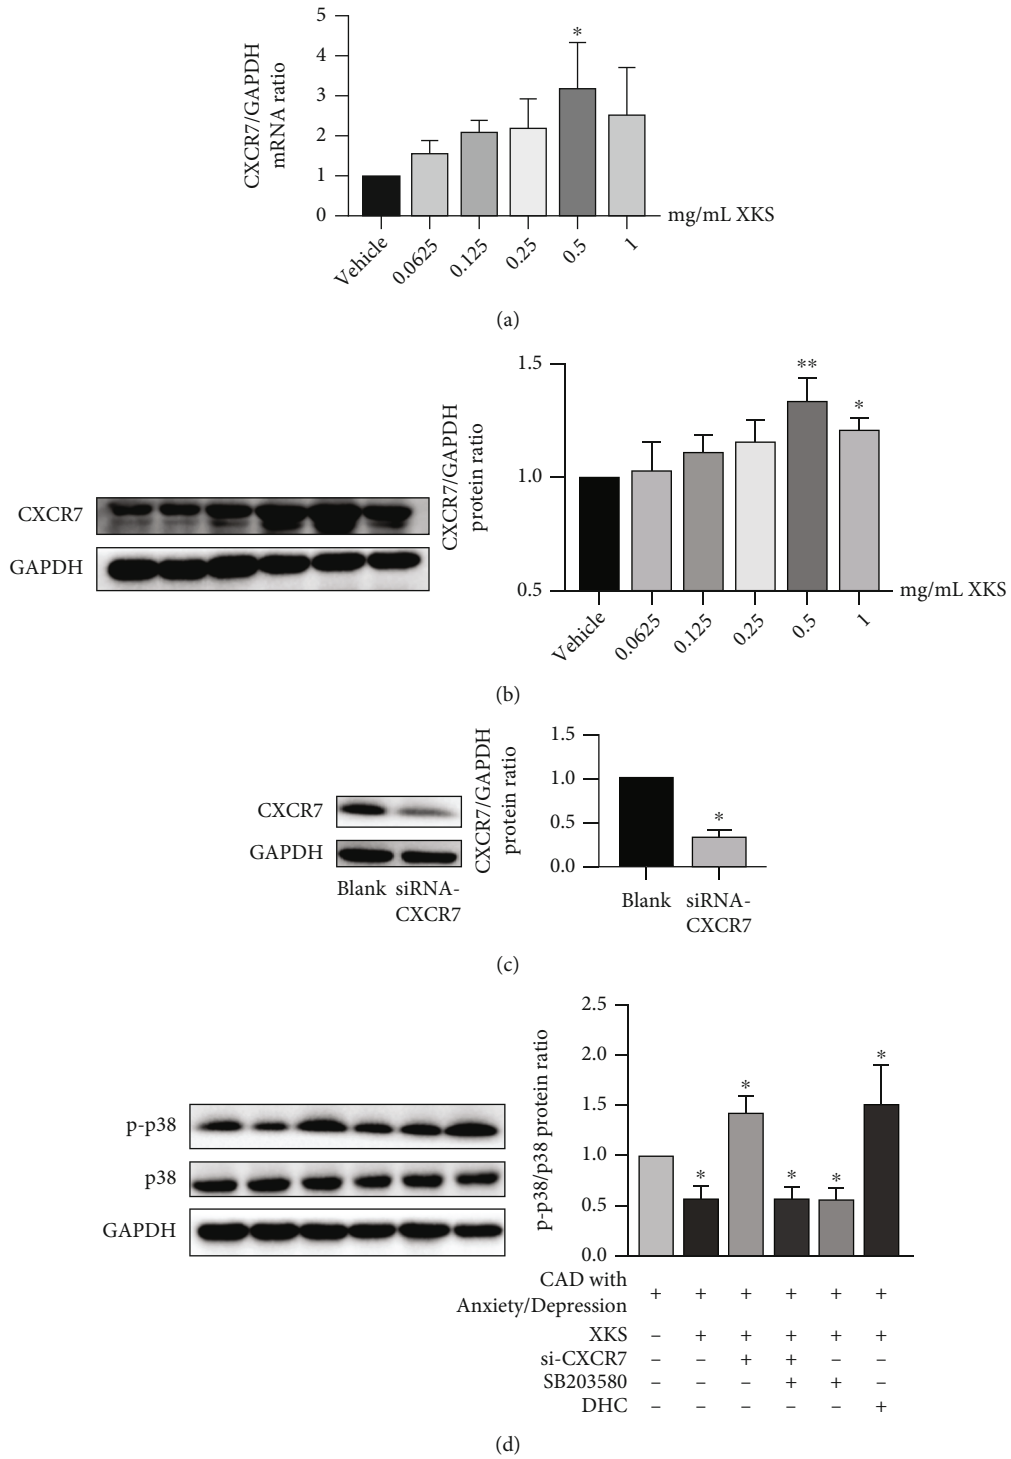 CXCR7/GAPDH
mRNA ratio
5
4
3
2
1
0
*
mg/mL XKS
Vehicle
0.0625
0.125
0.25
0.5
1
(a)
CXCR7
GAPDH
CXCR7/GAPDH
protein ratio
1.5
1.0
0.5
**
*
mg/mL XKS
Vehicle
0.0625
0.125
0.25
0.5
1
(b)
CXCR7
GAPDH
Blank siRNA-
CXCR7
CXCR7/GAPDH
protein ratio
1.5
1.0
0.5
0.0
*
Blank siRNA-
CXCR7
(c)
p-p38
p38
GAPDH
p-p38/p38 protein ratio
2.5
2.0
1.5
1.0
0.5
0.0
* * * * *
CAD with
Anxiety/Depression + + + + + +
XKS – + + + + +
si-CXCR7 – – + + – –
SB203580 – – – + + –
DHC – – – – – +
(d)